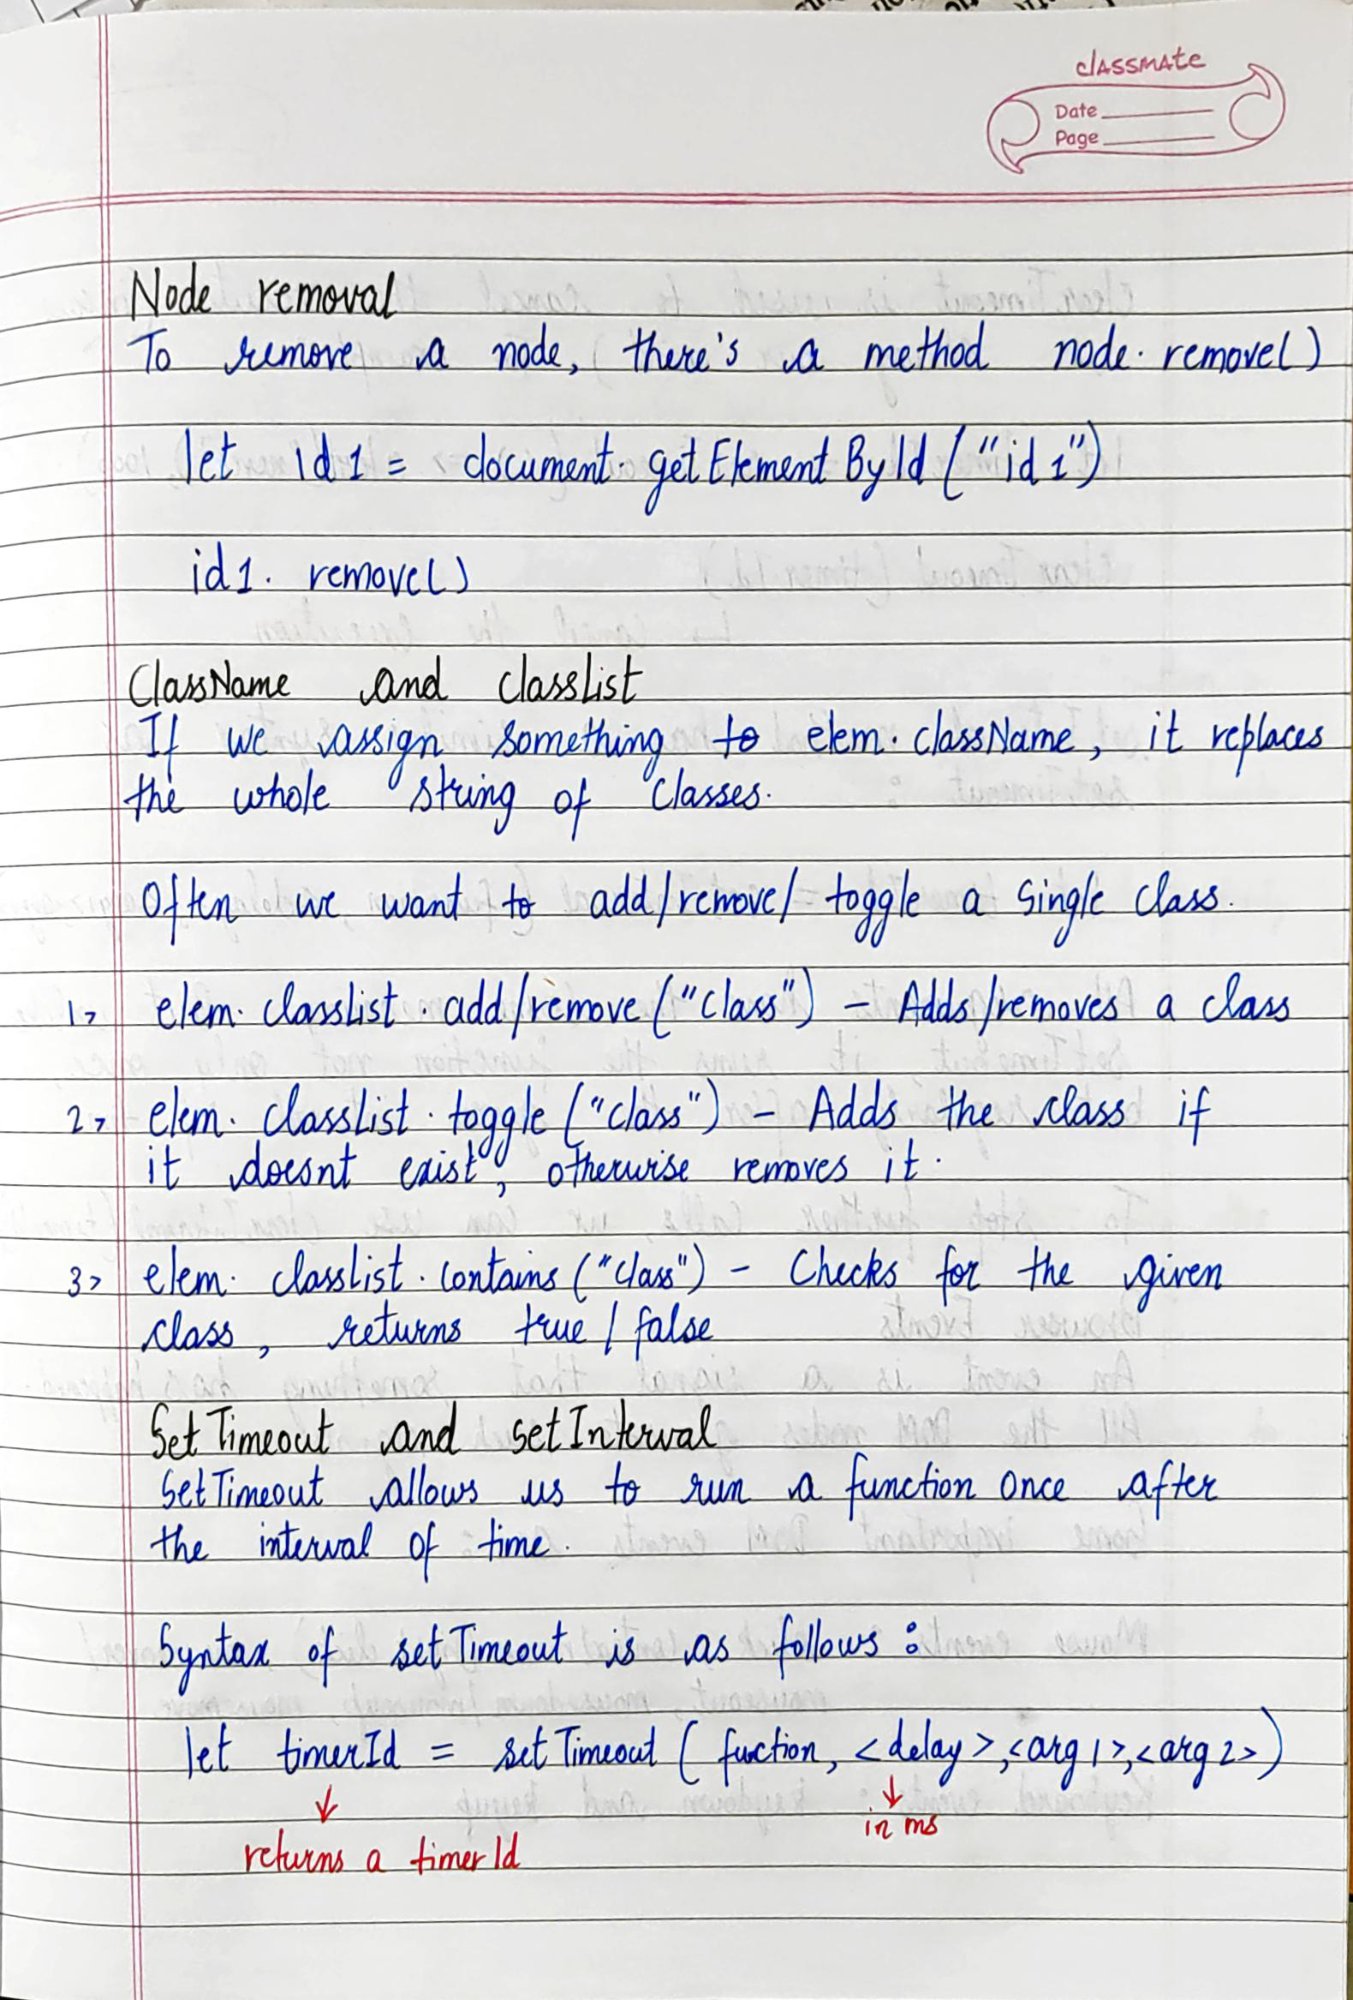 classmate
Date
Page
Node removal
To remove a node, there's a method node.remove()
let id1 = document.getElementById("id1")
id1.remove()
ClassName and classList
If we assign something to elem.className, it replaces
the whole string of classes.
Often we want to add/remove/toggle a single class.
1> elem.classList.add/remove("class") - Adds/removes a class
2> elem.classList.toggle("class") - Adds the class if
it doesnt exist, otherwise removes it.
3> elem.classList.contains("class") - Checks for the given
class, returns true/false
SetTimeout and setInterval
SetTimeout allows us to run a function once after
the interval of time.
Syntax of setTimeout is as follows:
let timerId = setTimeout(fuction, <delay>,<arg1>,<arg2>)
↓ ↓
in ms
returns a timerId